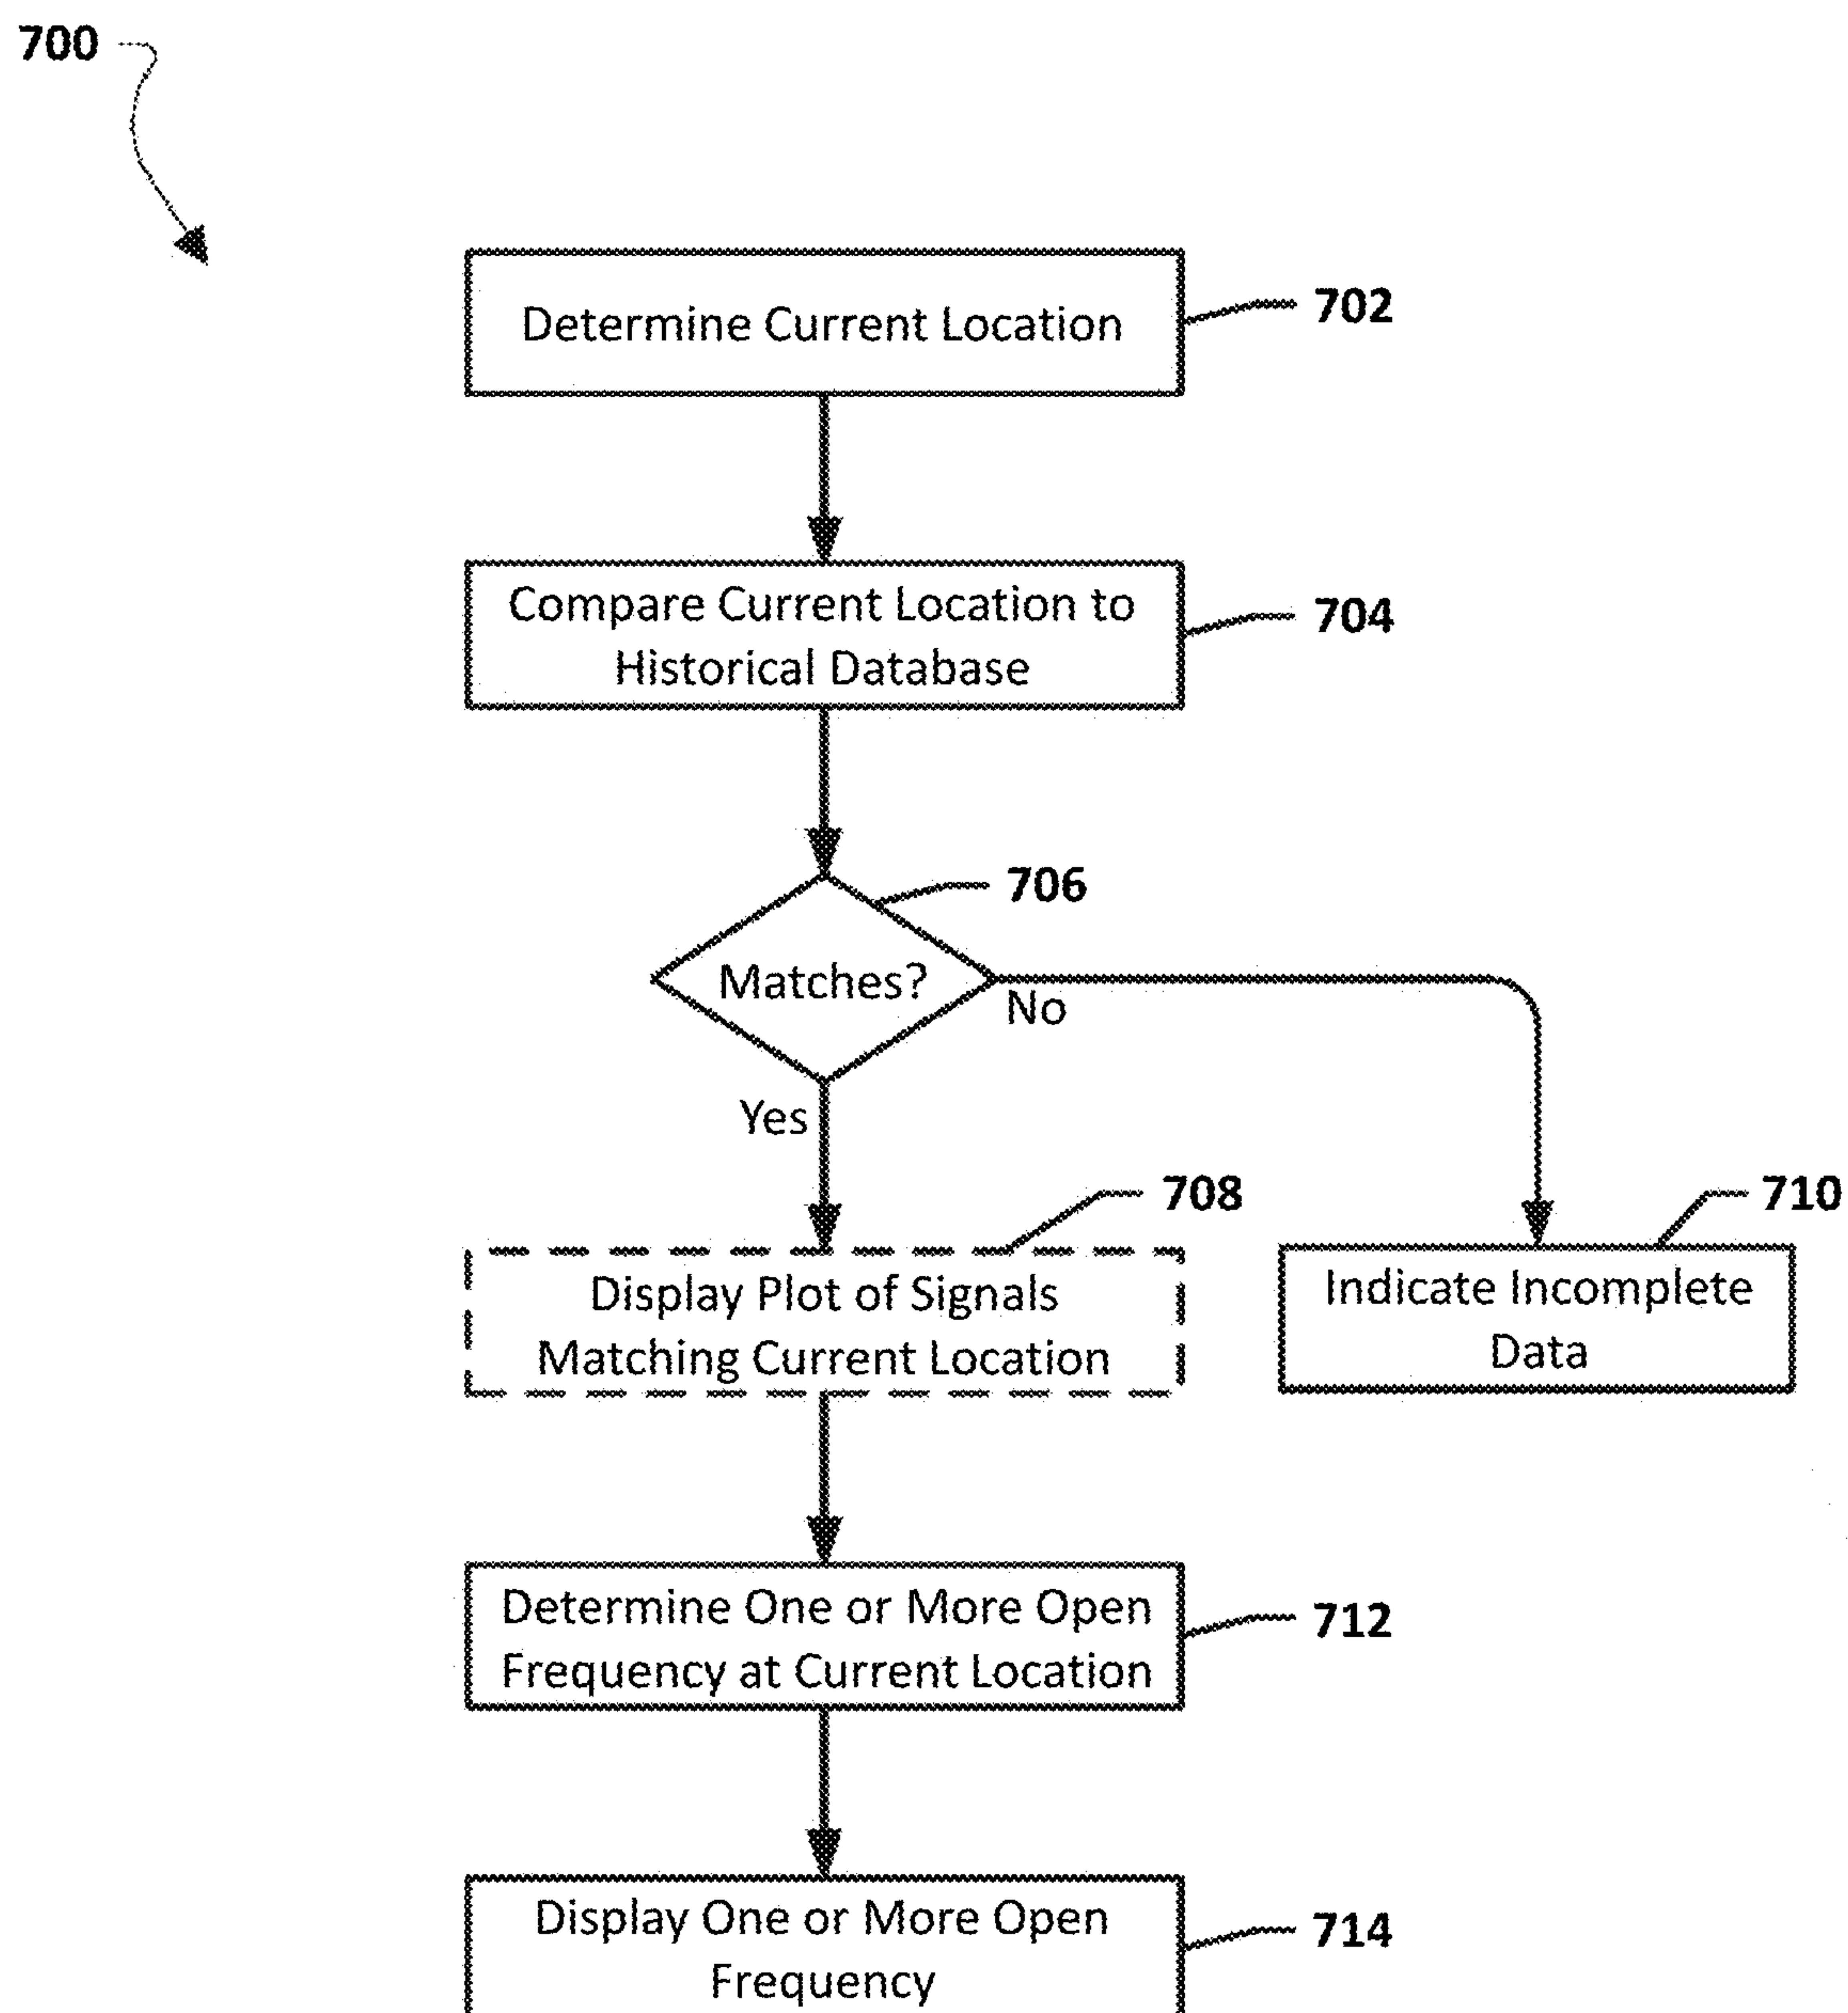 700
Determine Current Location
702
Compare Current Location to
Historical Database
704
706
Matches?
No
Yes
708
710
Display Plot of Signals
Matching Current Location
Indicate Incomplete
Data
Determine One or More Open
Frequency at Current Location
712
Display One or More Open
Frequency
714